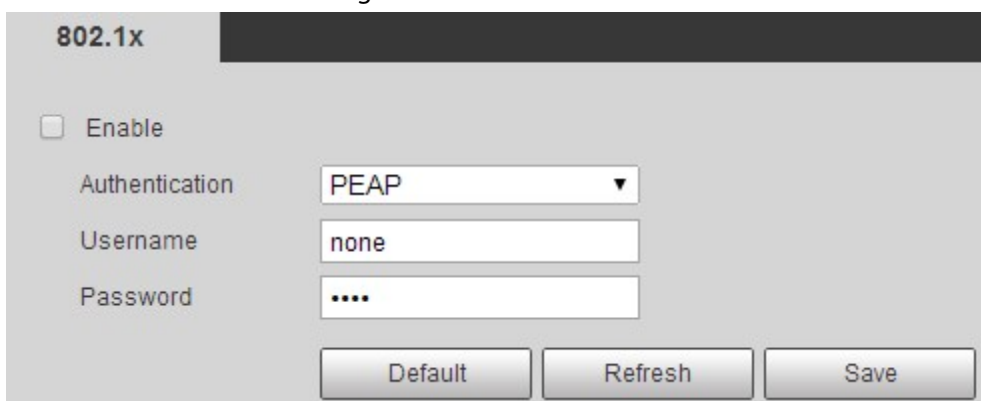 802.1x
Enable
Authentication PEAP
Username none
Password ••••
Default Refresh Save